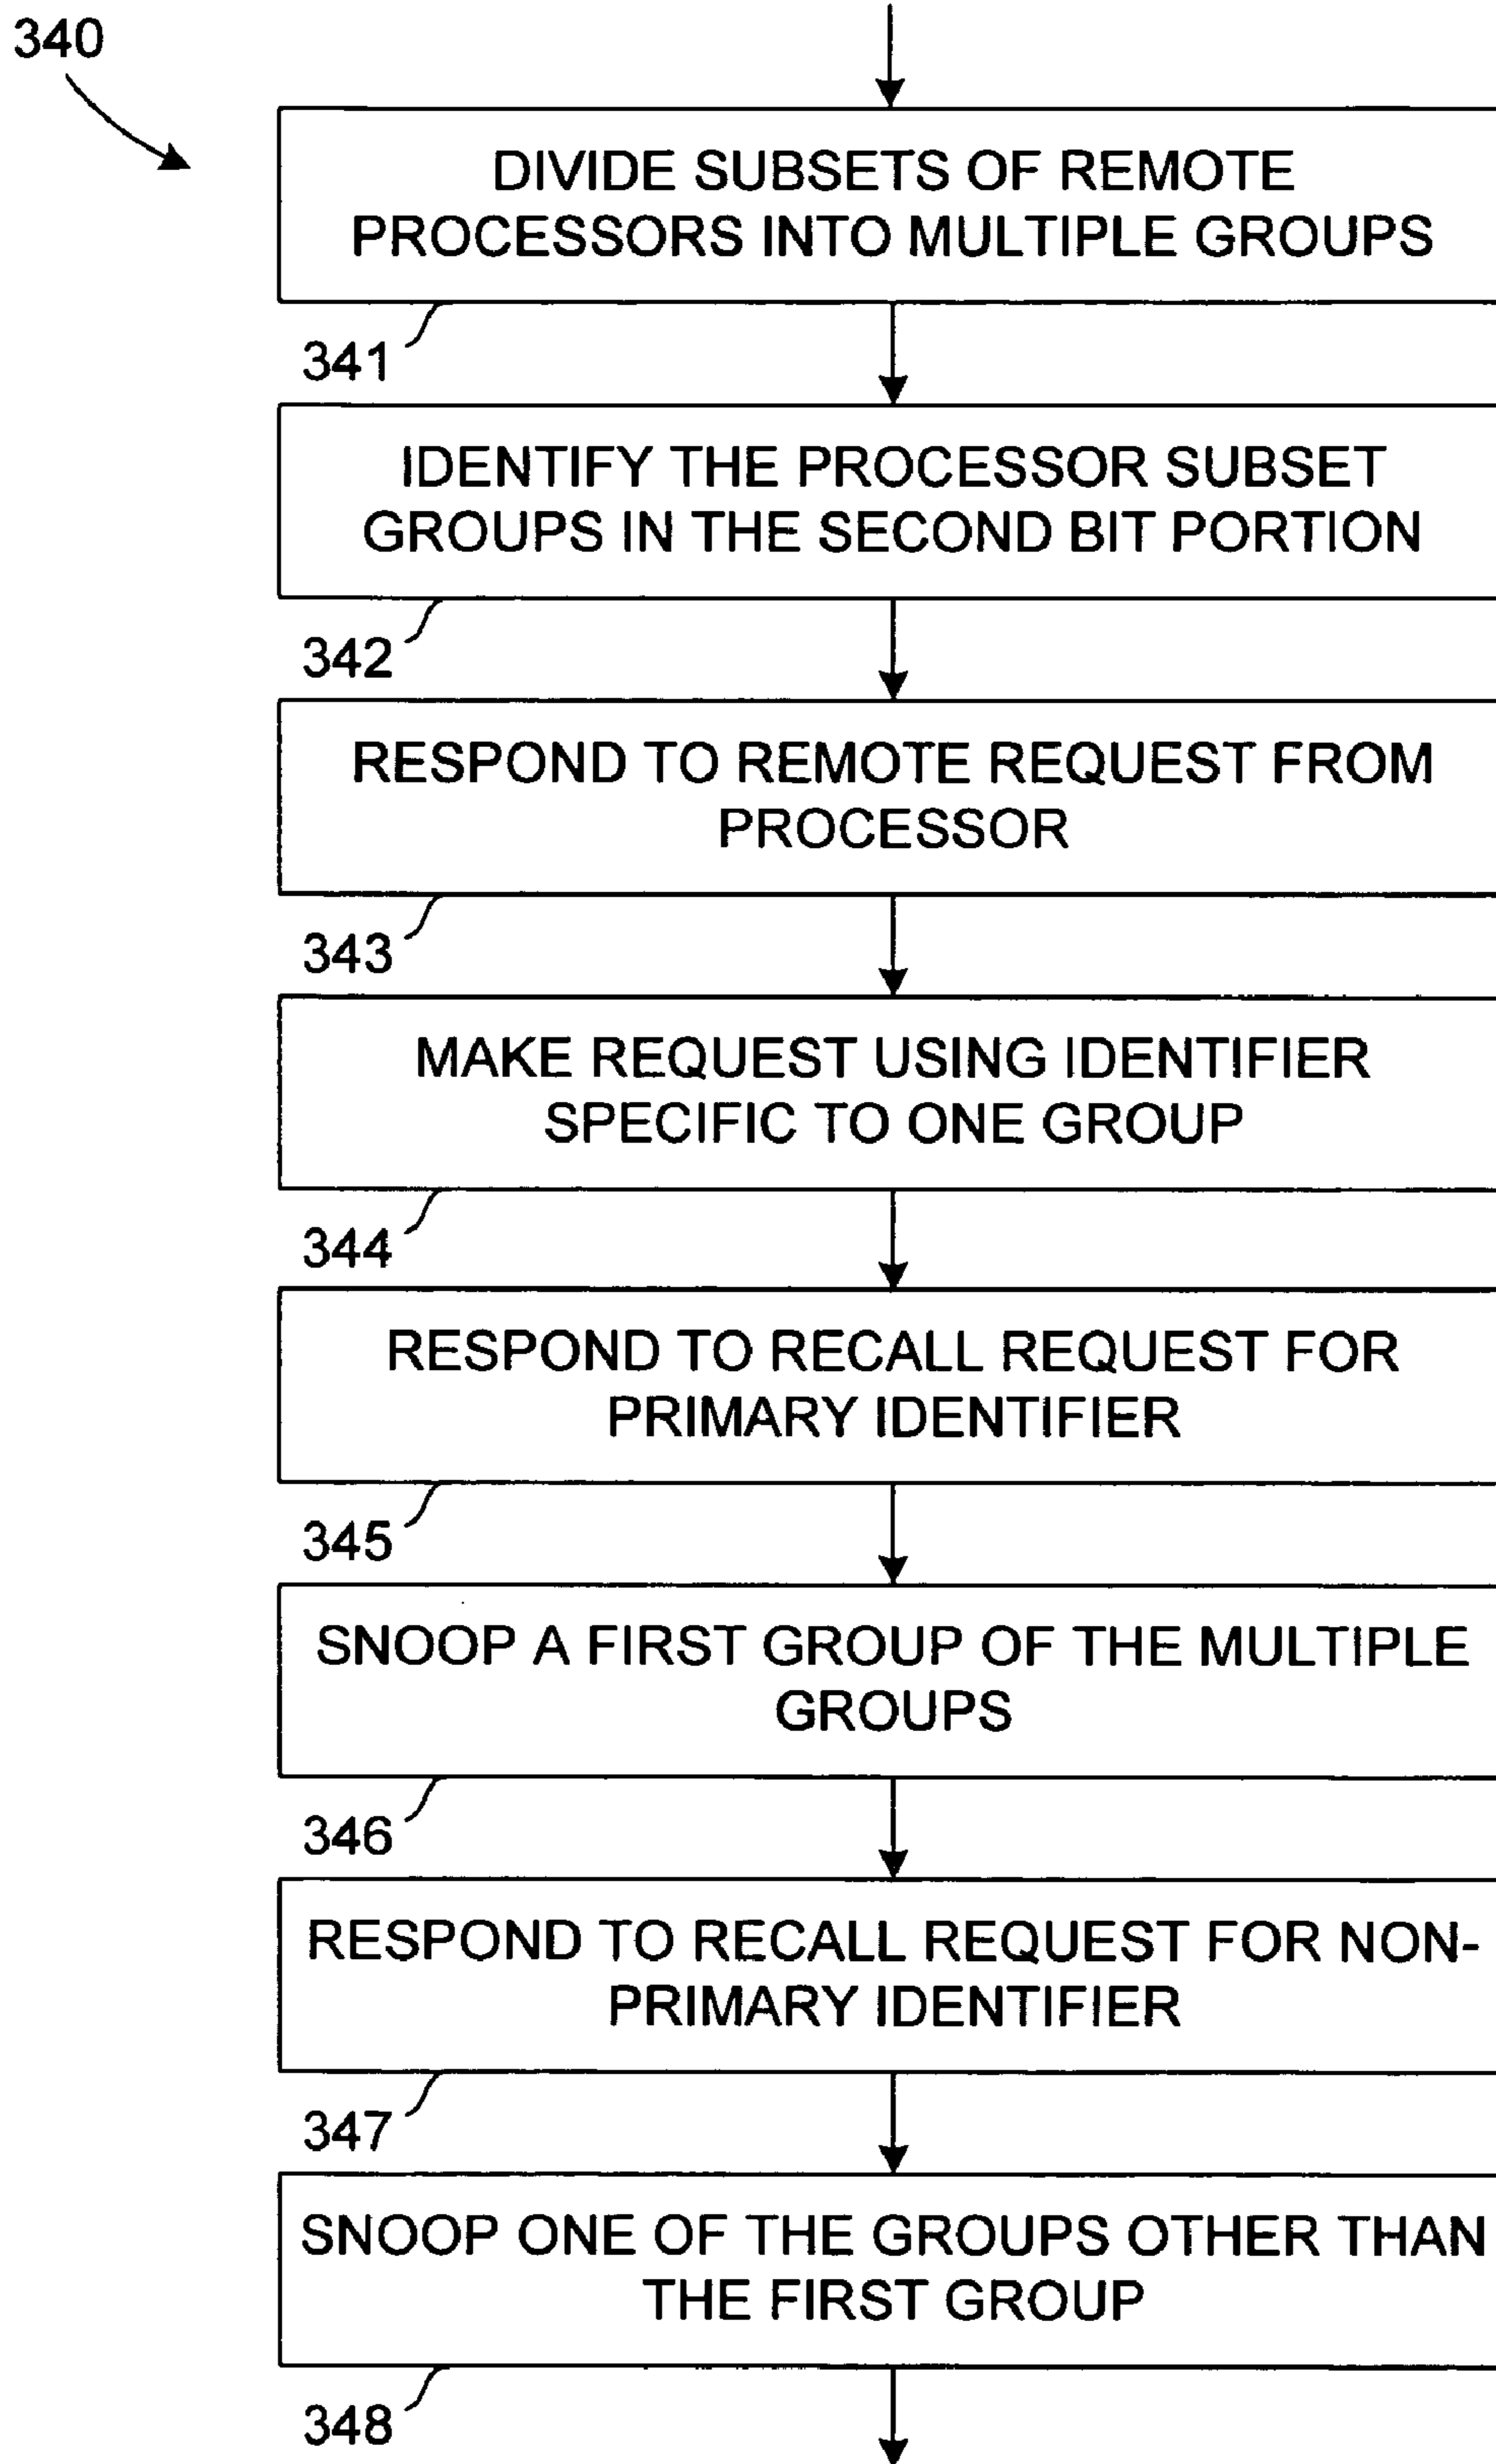 340
DIVIDE SUBSETS OF REMOTE
PROCESSORS INTO MULTIPLE GROUPS
341
IDENTIFY THE PROCESSOR SUBSET
GROUPS IN THE SECOND BIT PORTION
342
RESPOND TO REMOTE REQUEST FROM
PROCESSOR
343
MAKE REQUEST USING IDENTIFIER
SPECIFIC TO ONE GROUP
344
RESPOND TO RECALL REQUEST FOR
PRIMARY IDENTIFIER
345
SNOOP A FIRST GROUP OF THE MULTIPLE
GROUPS
346
RESPOND TO RECALL REQUEST FOR NON-
PRIMARY IDENTIFIER
347
SNOOP ONE OF THE GROUPS OTHER THAN
THE FIRST GROUP
348